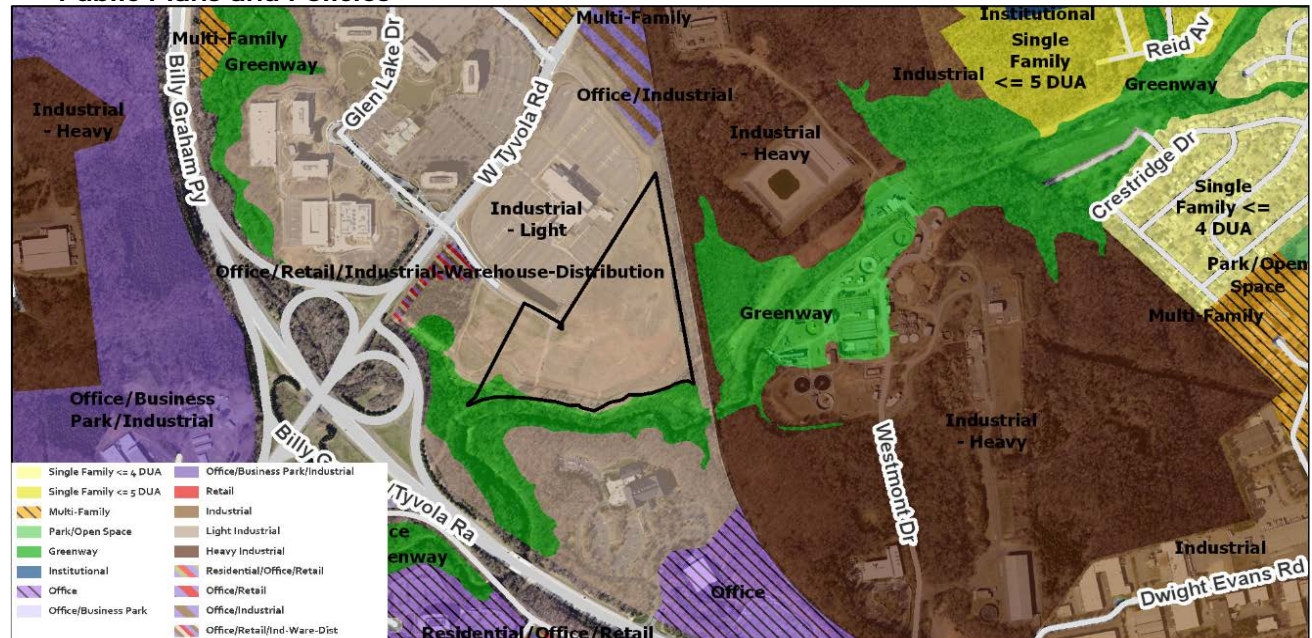 Public Plans and Policies
Multi-Family
Greenway
Billy Graham Py
Glen Lake Dr
W Tyvola Rd
Multi-Family
Office/Industrial
Industrial
- Heavy
Industrial
- Light
Office/Retail/Industrial-Warehouse-Distribution
Institutional
Single
Family
<= 5 DUA
Reid Av
Industrial
Greenway
Industrial
- Heavy
Crestridge Dr
Single
Family <=
4 DUA
Park/Open
Space
Multi-Family
Greenway
Office/Business
Park/Industrial
Industrial
- Heavy
Westmont Dr
Billy G
/Tyvola Ra
ce
enway
Office
Residential/Office/Retail
Industrial
Dwight Evans Rd
Single Family <= 4 DUA
Single Family <= 5 DUA
Multi-Family
Park/Open Space
Greenway
Institutional
Office
Office/Business Park
Office/Business Park/Industrial
Retail
Industrial
Light Industrial
Heavy Industrial
Residential/Office/Retail
Office/Retail
Office/Industrial
Office/Retail/Ind-Ware-Dist